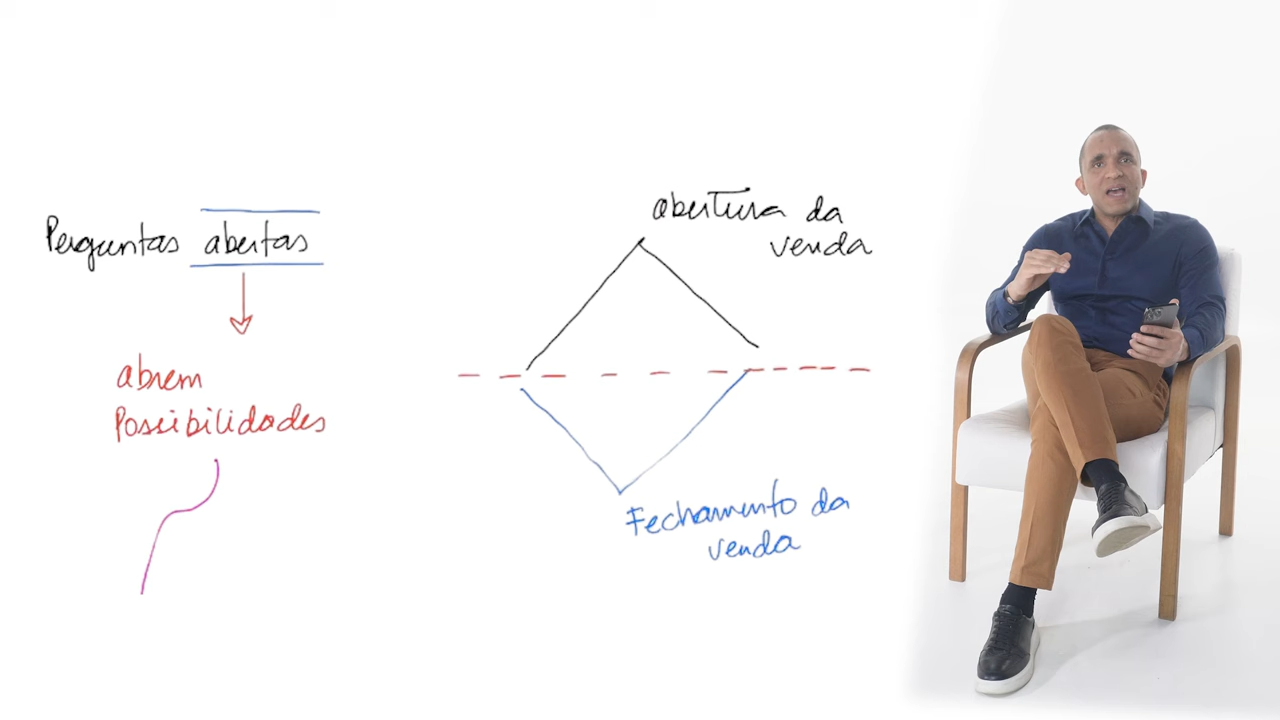 Perguntas abertas
abrem
Possibilidades
abertura da
venda
Fechamento da
venda